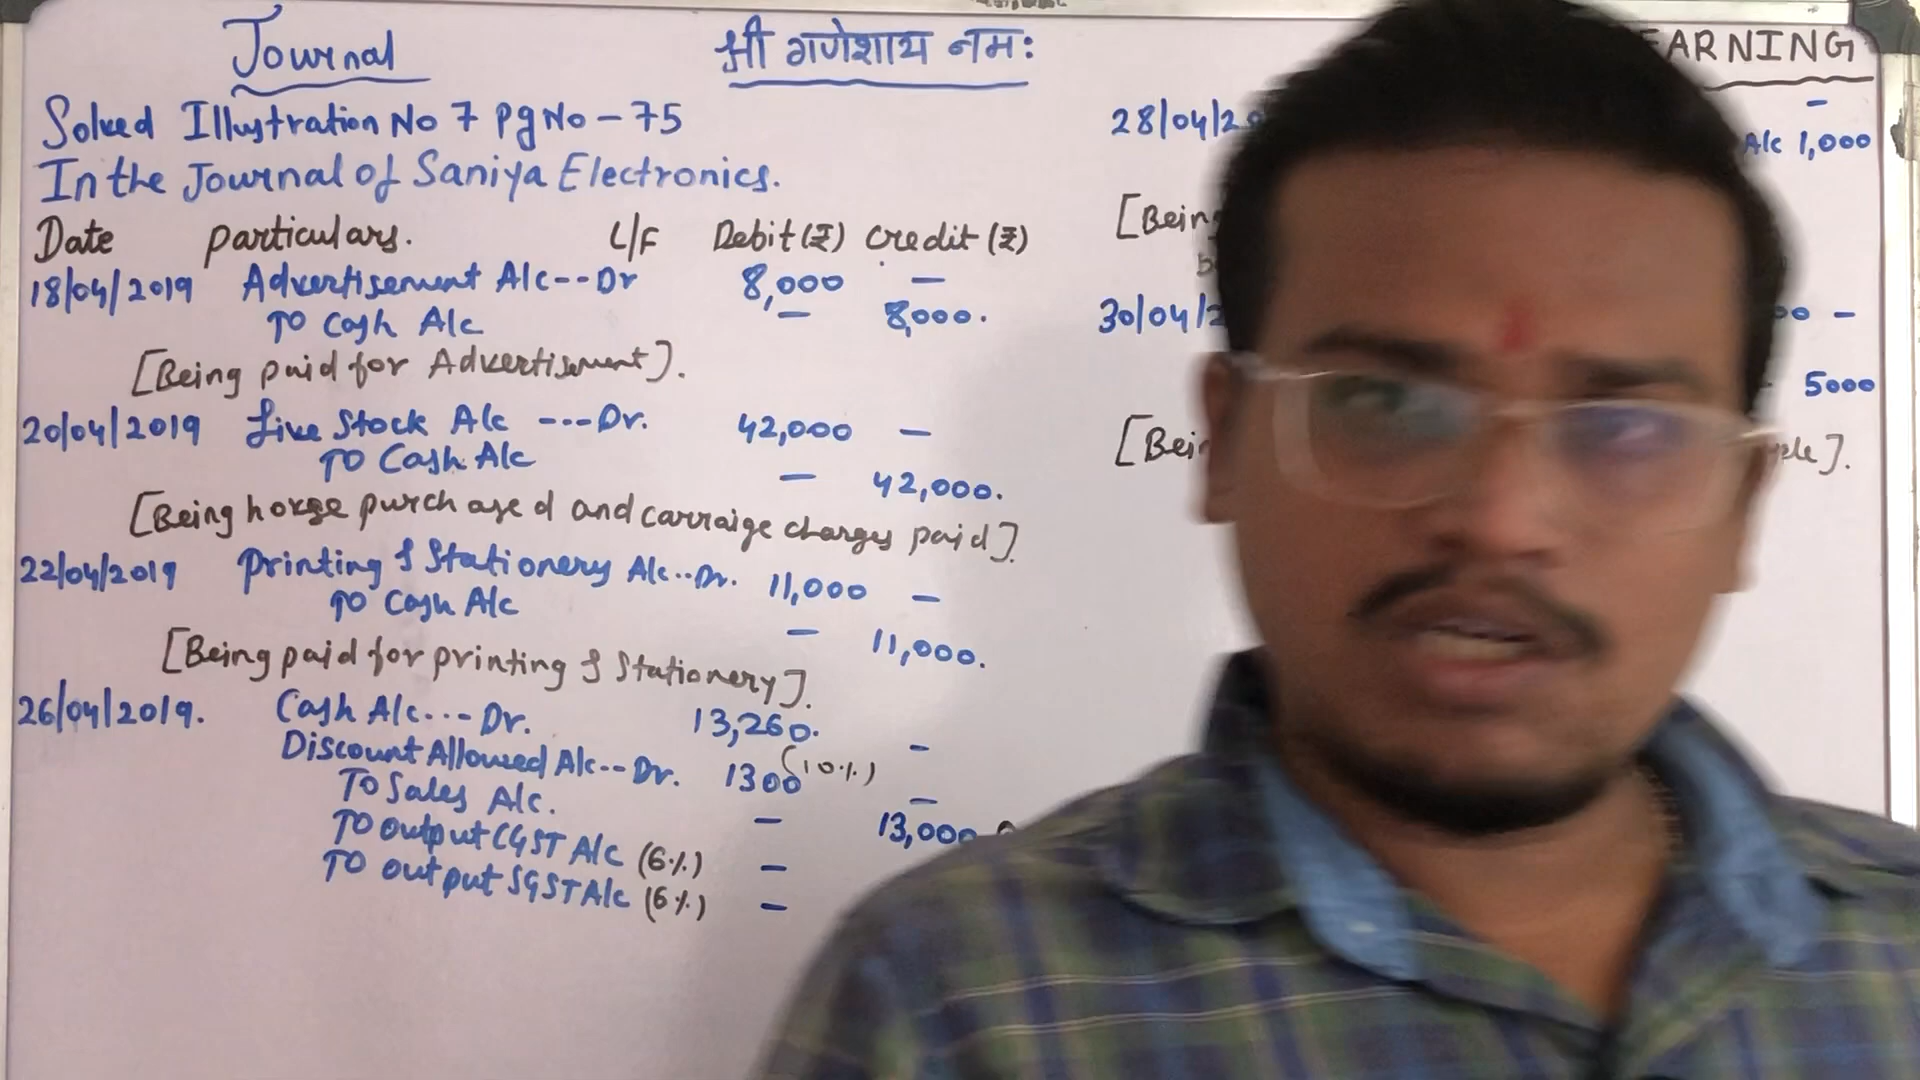 Journal
श्री गणेशाय नमः
ARNING
Solved Illustration No 7 pg No - 75
In the Journal of Saniya Electronics.
Date particulars. L/F Debit (₹) credit (₹)
18/04/2019 Advertisement A/c -- Dr 8,000 -
To Cash A/c - 8,000.
[Being paid for Advertisement].
20/04/2019 Live Stock A/c --- Dr. 42,000 -
To Cash A/c - 42,000.
[Being horse purchased and carraige charges paid].
22/04/2019 Printing & Stationery A/c .. Dr. 11,000 -
To Cash A/c - 11,000.
[Being paid for printing & Stationery].
26/04/2019. Cash A/c --- Dr. 13,260. -
Discount Allowed A/c -- Dr. 1300 (10%) -
To Sales A/c. - 13,000
To output CGST A/c (6%) -
To output SGST A/c (6%) -
28/04/20 -
A/c 1,000
[Being
30/04/2 -
5000